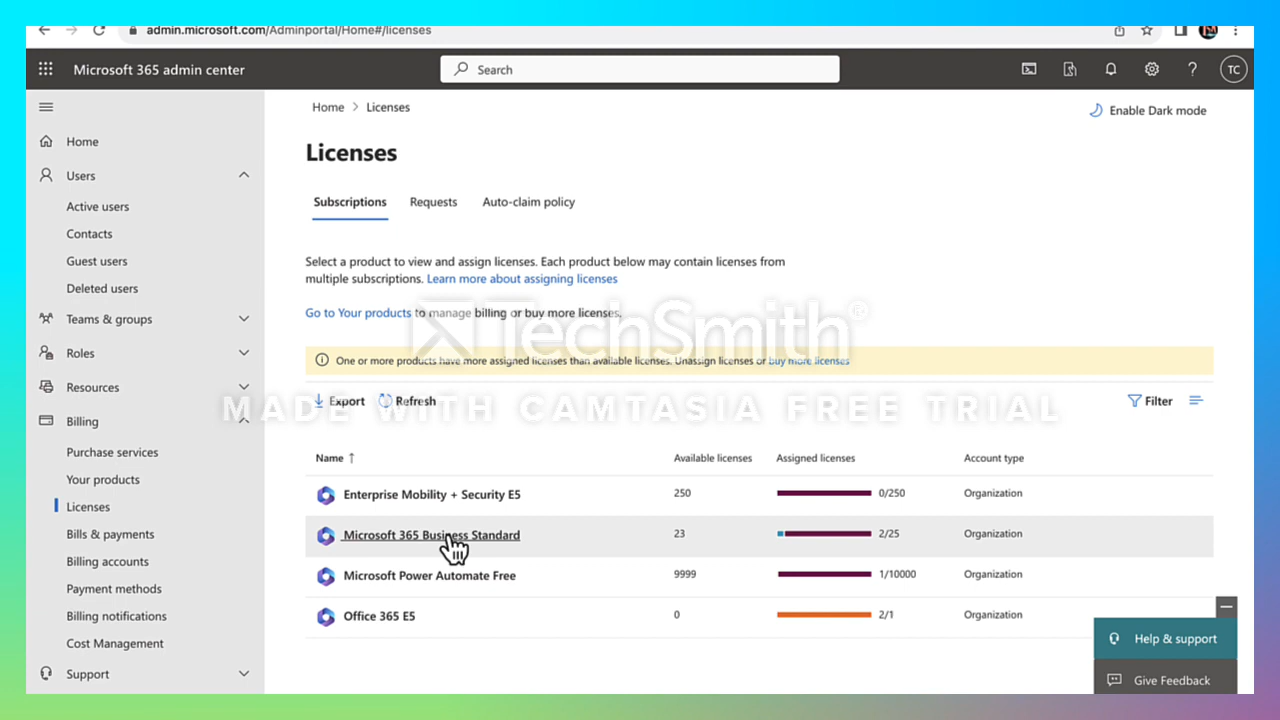 admin.microsoft.com/Adminportal/Home#/licenses
Microsoft 365 admin center
Search
TC
Home
Users
Active users
Contacts
Guest users
Deleted users
Teams & groups
Roles
Resources
Billing
Purchase services
Your products
Licenses
Bills & payments
Billing accounts
Payment methods
Billing notifications
Cost Management
Support
Home > Licenses
Enable Dark mode
Licenses
Subscriptions Requests Auto-claim policy
Select a product to view and assign licenses. Each product below may contain licenses from
multiple subscriptions. Learn more about assigning licenses
Go to Your products to manage billing or buy more licenses.
TechSmith®
One or more products have more assigned licenses than available licenses. Unassign licenses or buy more licenses
Export Refresh Filter
MADE WITH CAMTASIA FREE TRIAL
Name ↑ Available licenses Assigned licenses Account type
Enterprise Mobility + Security E5 250 0/250 Organization
Microsoft 365 Business Standard 23 2/25 Organization
Microsoft Power Automate Free 9999 1/10000 Organization
Office 365 E5 0 2/1 Organization
Help & support
Give Feedback